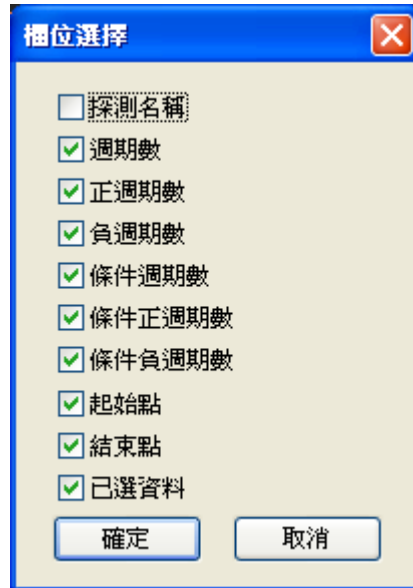 欄位選擇
探測名稱
週期數
正週期數
負週期數
條件週期數
條件正週期數
條件負週期數
起始點
結束點
已選資料
確定
取消